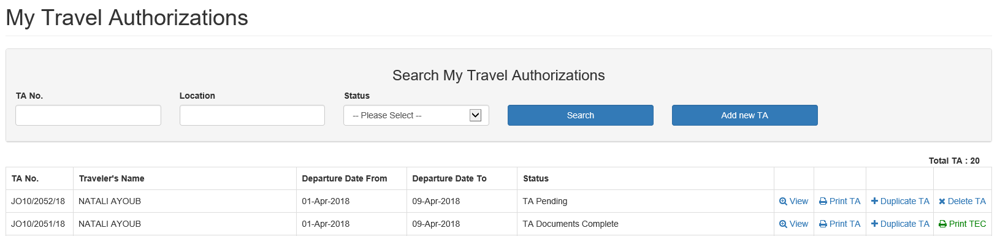 My Travel Authorizations
Search My Travel Authorizations
TA No. Location Status
-- Please Select -- Search Add new TA
Total TA : 20
TA No. Traveler's Name Departure Date From Departure Date To Status
JO10/2052/18 NATALI AYOUB 01-Apr-2018 09-Apr-2018 TA Pending View Print TA Duplicate TA Delete TA
JO10/2051/18 NATALI AYOUB 01-Apr-2018 09-Apr-2018 TA Documents Complete View Print TA Duplicate TA Print TEC